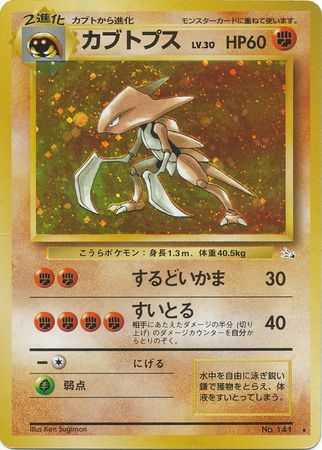 2進化 カブトから進化 モンスターカードに重ねて使います。
カブトプス LV.30 HP60
こうらポケモン：身長1.3m、体重40.5kg
するどいかま 30
すいとる 40
相手にあたえたダメージの半分（切り
上げ）のダメージカウンターを自分か
らとりのぞく。
にげる
弱点
水中を自由に泳ぎ鋭い
鎌で獲物をとらえ、体
液をすいつくしてしま
う。
Illus. Ken Sugimori
No. 141